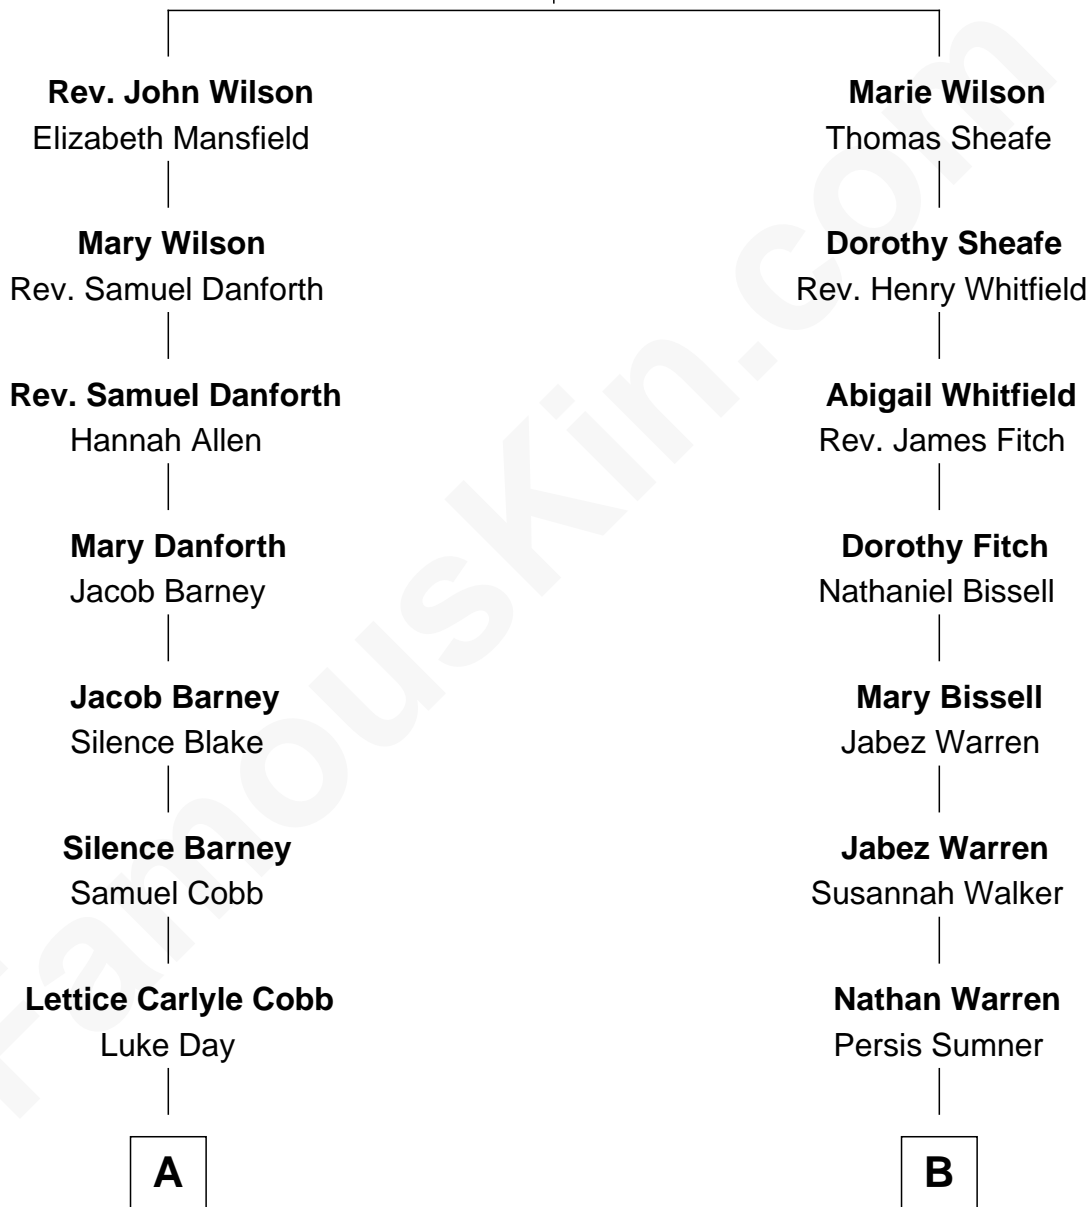 Rev. John Wilson
Elizabeth Mansfield
Mary Wilson
Rev. Samuel Danforth
Rev. Samuel Danforth
Hannah Allen
Mary Danforth
Jacob Barney
Jacob Barney
Silence Blake
Silence Barney
Samuel Cobb
Lettice Carlyle Cobb
Luke Day
A
Marie Wilson
Thomas Sheafe
Dorothy Sheafe
Rev. Henry Whitfield
Abigail Whitfield
Rev. James Fitch
Dorothy Fitch
Nathaniel Bissell
Mary Bissell
Jabez Warren
Jabez Warren
Susannah Walker
Nathan Warren
Persis Sumner
B
FamousKin.com